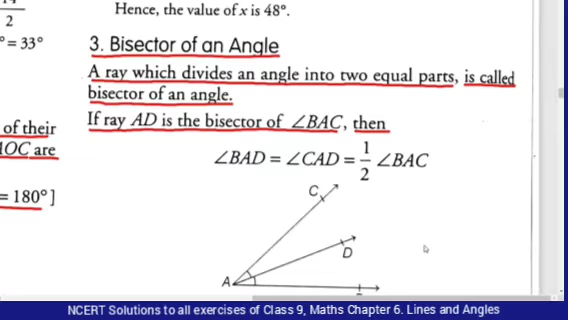 14
2
Hence, the value of x is 48°.
° = 33°
3. Bisector of an Angle
A ray which divides an angle into two equal parts, is called
bisector of an angle.
If ray AD is the bisector of ∠BAC, then
of their
MOC are
∠BAD = ∠CAD = 1/2 ∠BAC
= 180°]
C
D
A
NCERT Solutions to all exercises of Class 9, Maths Chapter 6. Lines and Angles